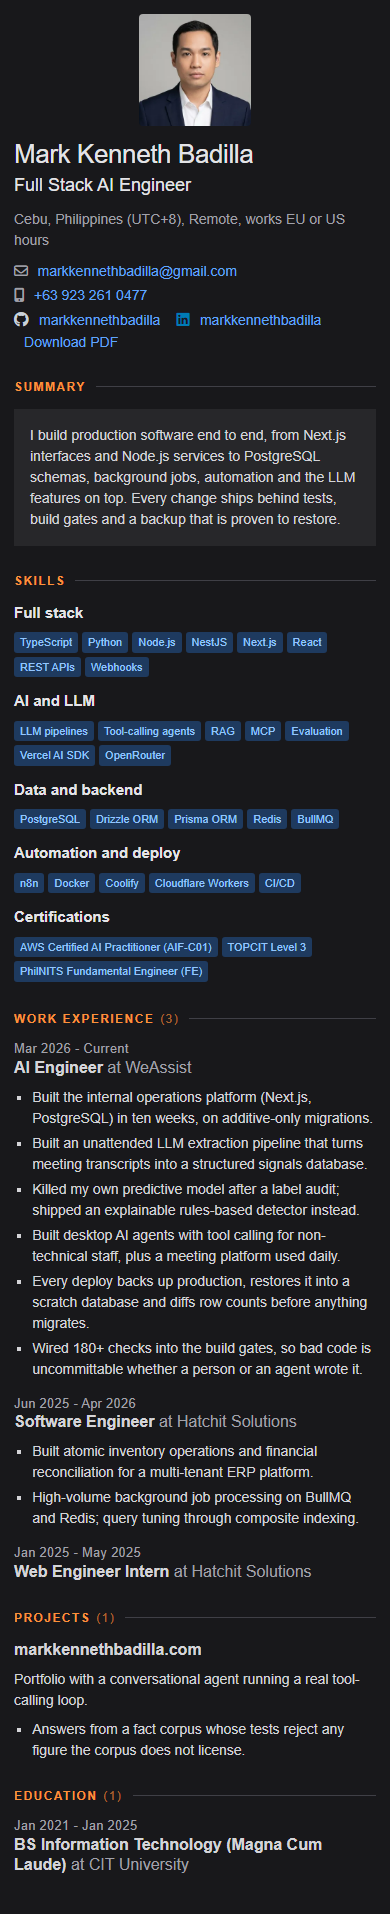 Mark Kenneth Badilla
Full Stack AI Engineer
Cebu, Philippines (UTC+8), Remote, works EU or US
hours
markkennethbadilla@gmail.com
+63 923 261 0477
markkennethbadilla markkennethbadilla
Download PDF
SUMMARY
I build production software end to end, from Next.js
interfaces and Node.js services to PostgreSQL
schemas, background jobs, automation and the LLM
features on top. Every change ships behind tests,
build gates and a backup that is proven to restore.
SKILLS
Full stack
TypeScript Python Node.js NestJS Next.js React
REST APIs Webhooks
AI and LLM
LLM pipelines Tool-calling agents RAG MCP Evaluation
Vercel AI SDK OpenRouter
Data and backend
PostgreSQL Drizzle ORM Prisma ORM Redis BullMQ
Automation and deploy
n8n Docker Coolify Cloudflare Workers CI/CD
Certifications
AWS Certified AI Practitioner (AIF-C01) TOPCIT Level 3
PhilNITS Fundamental Engineer (FE)
WORK EXPERIENCE (3)
Mar 2026 - Current
AI Engineer at WeAssist
▪ Built the internal operations platform (Next.js,
PostgreSQL) in ten weeks, on additive-only migrations.
▪ Built an unattended LLM extraction pipeline that turns
meeting transcripts into a structured signals database.
▪ Killed my own predictive model after a label audit;
shipped an explainable rules-based detector instead.
▪ Built desktop AI agents with tool calling for non-
technical staff, plus a meeting platform used daily.
▪ Every deploy backs up production, restores it into a
scratch database and diffs row counts before anything
migrates.
▪ Wired 180+ checks into the build gates, so bad code is
uncommittable whether a person or an agent wrote it.
Jun 2025 - Apr 2026
Software Engineer at Hatchit Solutions
▪ Built atomic inventory operations and financial
reconciliation for a multi-tenant ERP platform.
▪ High-volume background job processing on BullMQ
and Redis; query tuning through composite indexing.
Jan 2025 - May 2025
Web Engineer Intern at Hatchit Solutions
PROJECTS (1)
markkennethbadilla.com
Portfolio with a conversational agent running a real tool-
calling loop.
▪ Answers from a fact corpus whose tests reject any
figure the corpus does not license.
EDUCATION (1)
Jan 2021 - Jan 2025
BS Information Technology (Magna Cum
Laude) at CIT University